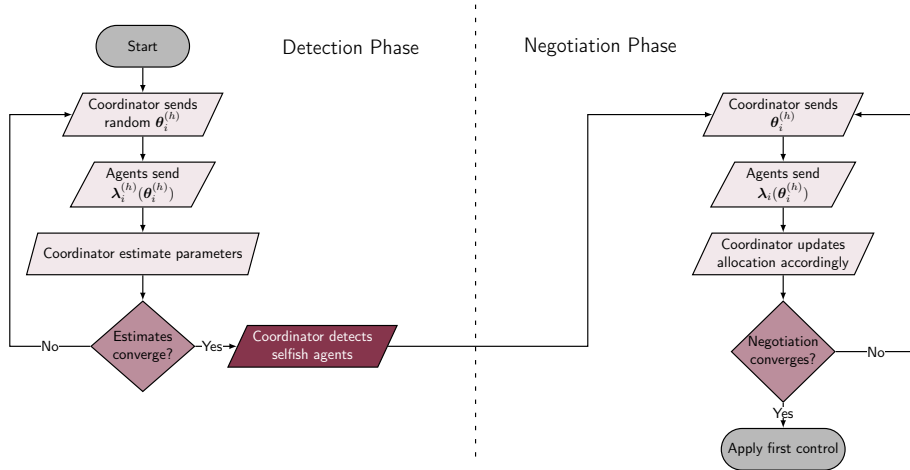 Detection Phase
Start
Coordinator sends
random θ_i^(h)
Agents send
λ_i^(h)(θ_i^(h))
Coordinator estimate parameters
Estimates
converge?
No
Yes
Coordinator detects
selfish agents
Negotiation Phase
Coordinator sends
θ_i^(h)
Agents send
λ_i(θ_i^(h))
Coordinator updates
allocation accordingly
Negotiation
converges?
No
Yes
Apply first control